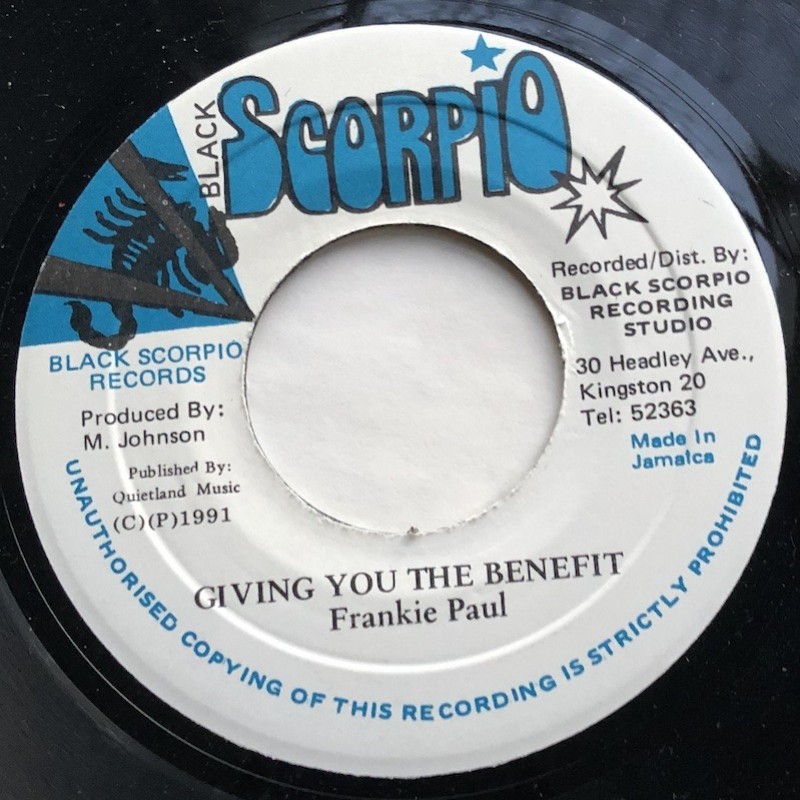 BLACK
SCORPIO
BLACK SCORPIO
RECORDS
Produced By:
M. Johnson
Published By:
Quietland Music
(C)(P)1991
Recorded/Dist. By:
BLACK SCORPIO
RECORDING
STUDIO
30 Headley Ave.,
Kingston 20
Tel: 52363
Made In
Jamaica
GIVING YOU THE BENEFIT
Frankie Paul
UNAUTHORISED COPYING OF THIS RECORDING IS STRICTLY PROHIBITED